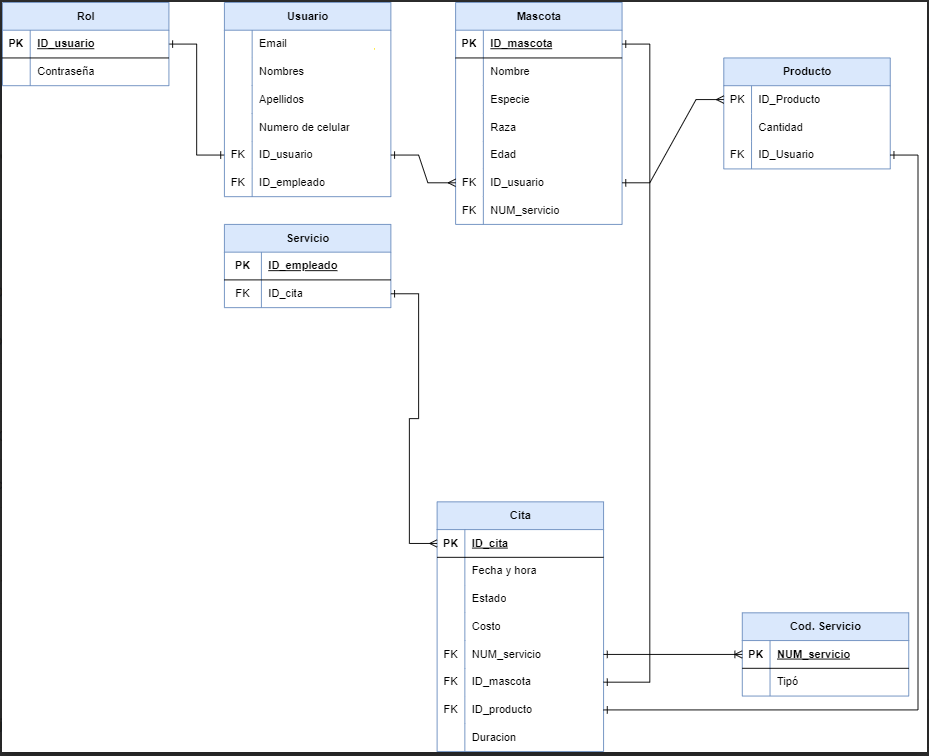 Rol
PK ID_usuario
Contraseña
Usuario
Email
Nombres
Apellidos
Numero de celular
FK ID_usuario
FK ID_empleado
Mascota
PK ID_mascota
Nombre
Especie
Raza
Edad
FK ID_usuario
FK NUM_servicio
Producto
PK ID_Producto
Cantidad
FK ID_Usuario
Servicio
PK ID_empleado
FK ID_cita
Cita
PK ID_cita
Fecha y hora
Estado
Costo
FK NUM_servicio
FK ID_mascota
FK ID_producto
Duracion
Cod. Servicio
PK NUM_servicio
Tipó